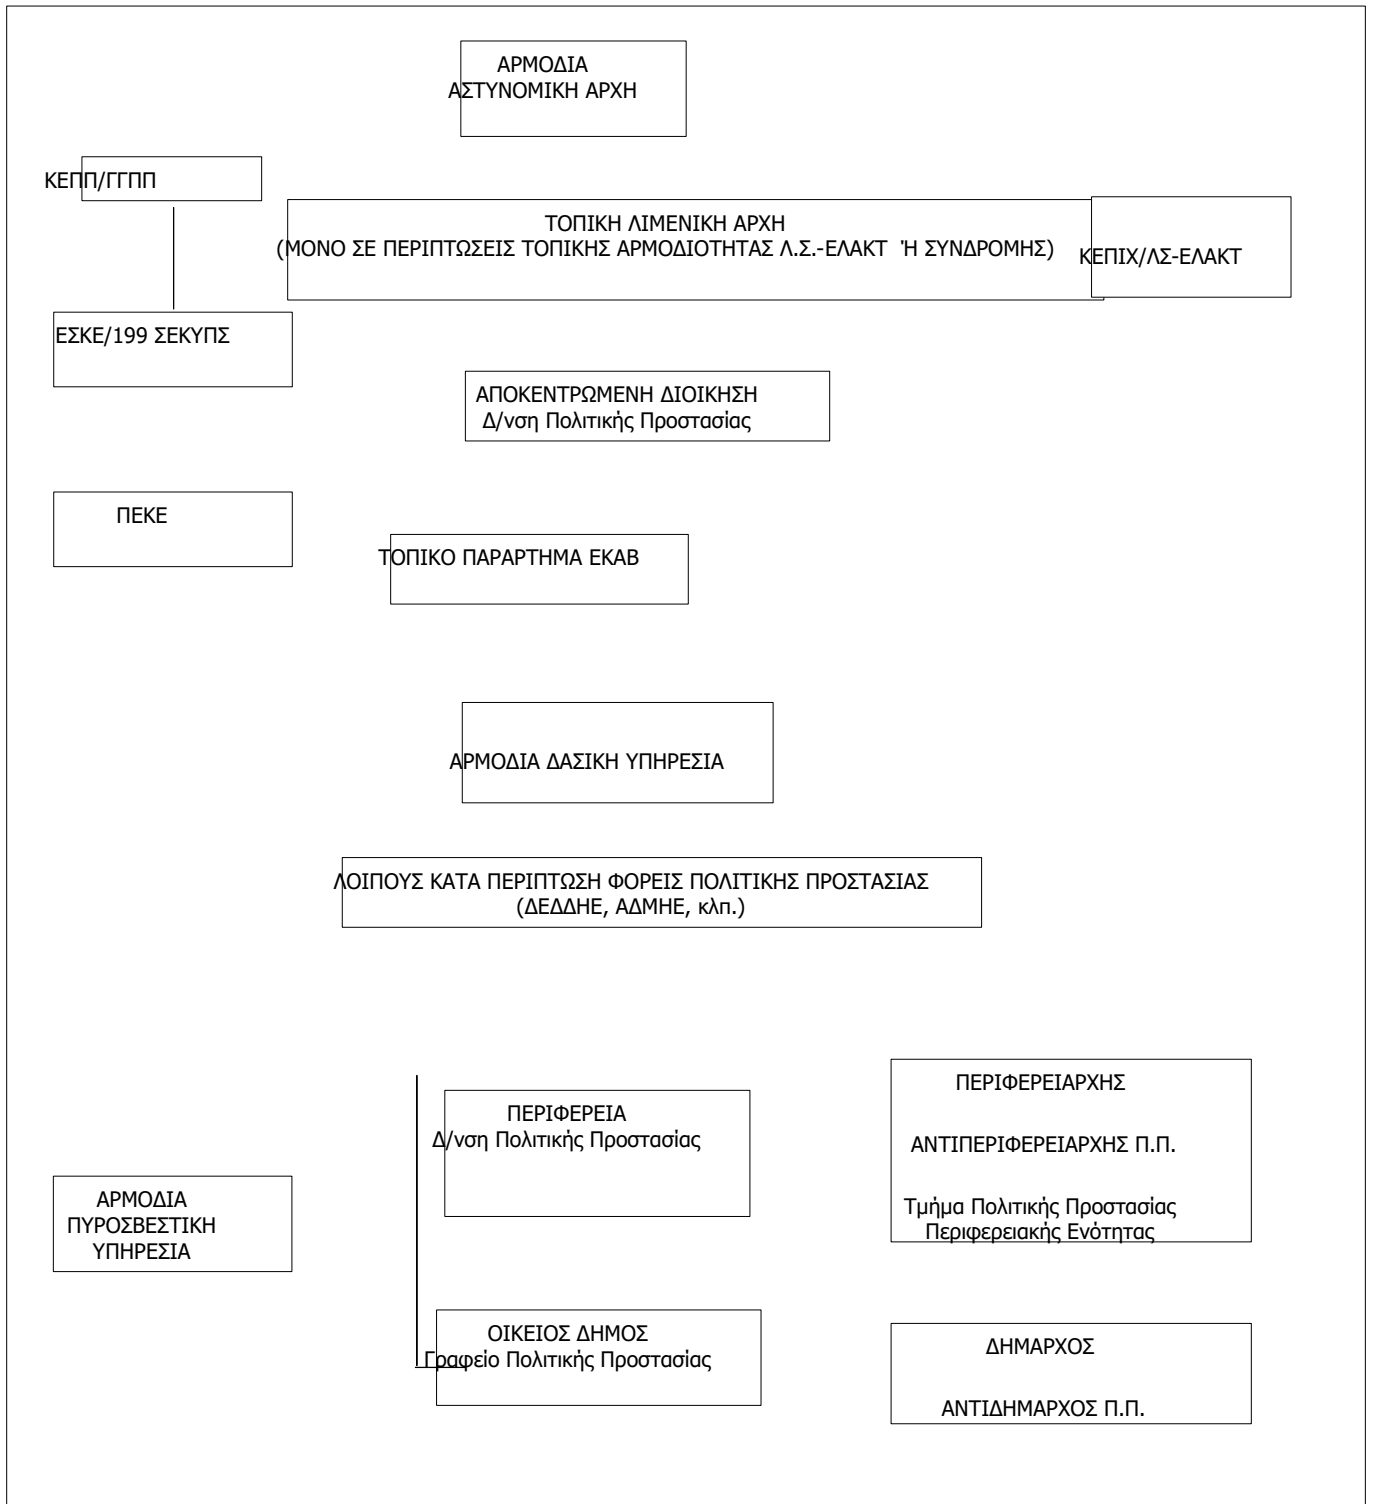 ΑΡΜΟΔΙΑ
ΑΣΤΥΝΟΜΙΚΗ ΑΡΧΗ
ΚΕΠΠ/ΓΓΠΠ
ΤΟΠΙΚΗ ΛΙΜΕΝΙΚΗ ΑΡΧΗ
(ΜΟΝΟ ΣΕ ΠΕΡΙΠΤΩΣΕΙΣ ΤΟΠΙΚΗΣ ΑΡΜΟΔΙΟΤΗΤΑΣ Λ.Σ.-ΕΛΑΚΤ Ή ΣΥΝΔΡΟΜΗΣ)
ΚΕΠΙΧ/ΛΣ-ΕΛΑΚΤ
ΕΣΚΕ/199 ΣΕΚΥΠΣ
ΑΠΟΚΕΝΤΡΩΜΕΝΗ ΔΙΟΙΚΗΣΗ
Δ/νση Πολιτικής Προστασίας
ΠΕΚΕ
ΤΟΠΙΚΟ ΠΑΡΑΡΤΗΜΑ ΕΚΑΒ
ΑΡΜΟΔΙΑ ΔΑΣΙΚΗ ΥΠΗΡΕΣΙΑ
ΛΟΙΠΟΥΣ ΚΑΤΑ ΠΕΡΙΠΤΩΣΗ ΦΟΡΕΙΣ ΠΟΛΙΤΙΚΗΣ ΠΡΟΣΤΑΣΙΑΣ
(ΔΕΔΔΗΕ, ΑΔΜΗΕ, κλπ.)
ΠΕΡΙΦΕΡΕΙΑ
Δ/νση Πολιτικής Προστασίας
ΠΕΡΙΦΕΡΕΙΑΡΧΗΣ
ΑΝΤΙΠΕΡΙΦΕΡΕΙΑΡΧΗΣ Π.Π.
Τμήμα Πολιτικής Προστασίας
Περιφερειακής Ενότητας
ΑΡΜΟΔΙΑ
ΠΥΡΟΣΒΕΣΤΙΚΗ
ΥΠΗΡΕΣΙΑ
ΟΙΚΕΙΟΣ ΔΗΜΟΣ
Γραφείο Πολιτικής Προστασίας
ΔΗΜΑΡΧΟΣ
ΑΝΤΙΔΗΜΑΡΧΟΣ Π.Π.